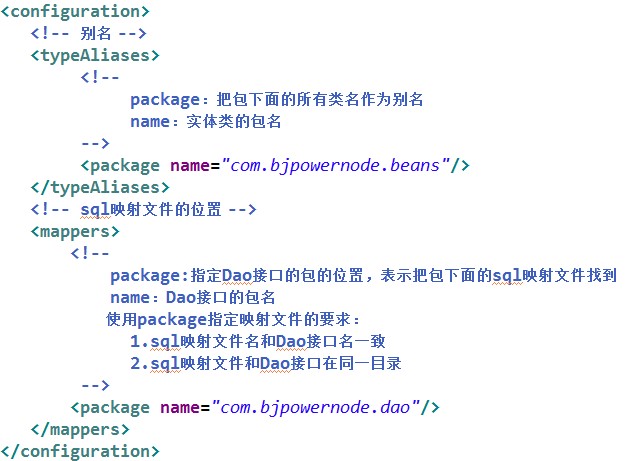 <configuration>
<!-- 别名 -->
<typeAliases>
<!--
package：把包下面的所有类名作为别名
name：实体类的包名
-->
<package name="com.bjpowernode.beans"/>
</typeAliases>
<!-- sql映射文件的位置 -->
<mappers>
<!--
package:指定Dao接口的包的位置，表示把包下面的sql映射文件找到
name：Dao接口的包名
使用package指定映射文件的要求：
1.sql映射文件名和Dao接口名一致
2.sql映射文件和Dao接口在同一目录
-->
<package name="com.bjpowernode.dao"/>
</mappers>
</configuration>